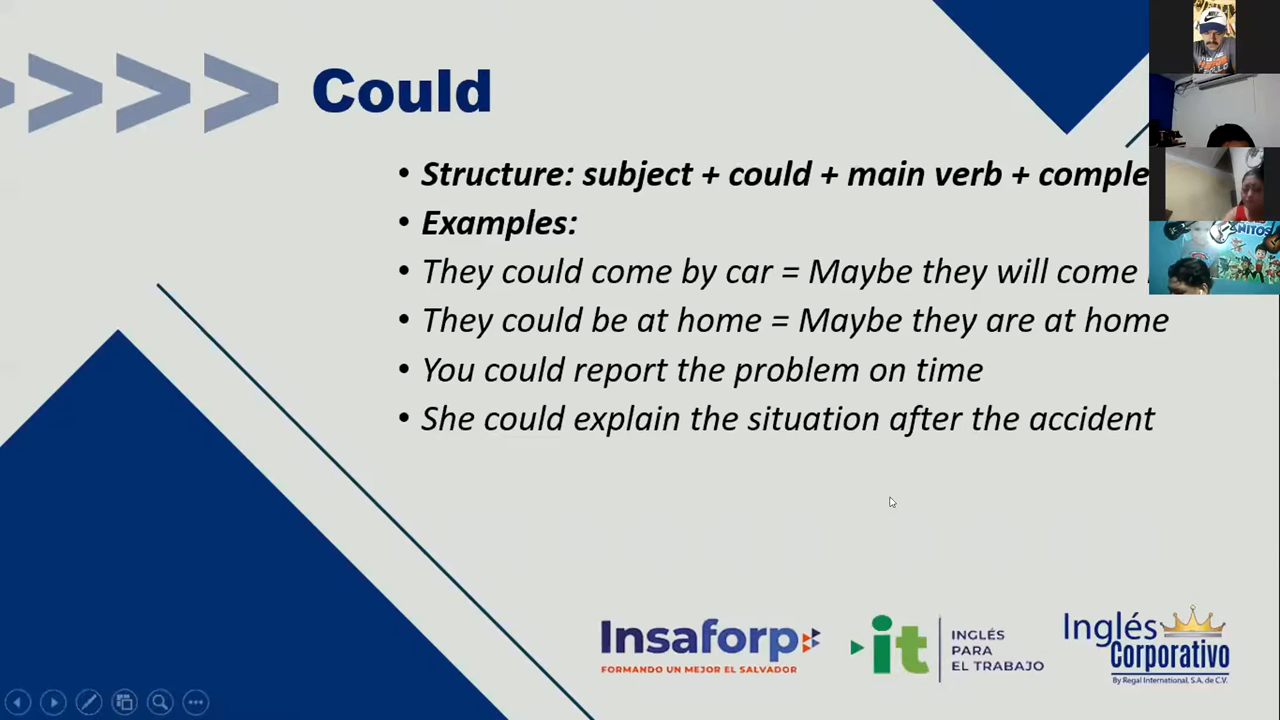 Could
• Structure: subject + could + main verb + comple
• Examples:
• They could come by car = Maybe they will come
• They could be at home = Maybe they are at home
• You could report the problem on time
• She could explain the situation after the accident
Insaforp
FORMANDO UN MEJOR EL SALVADOR
it
INGLÉS
PARA
EL TRABAJO
Inglés
Corporativo
By Regal International, S.A. de C.V.